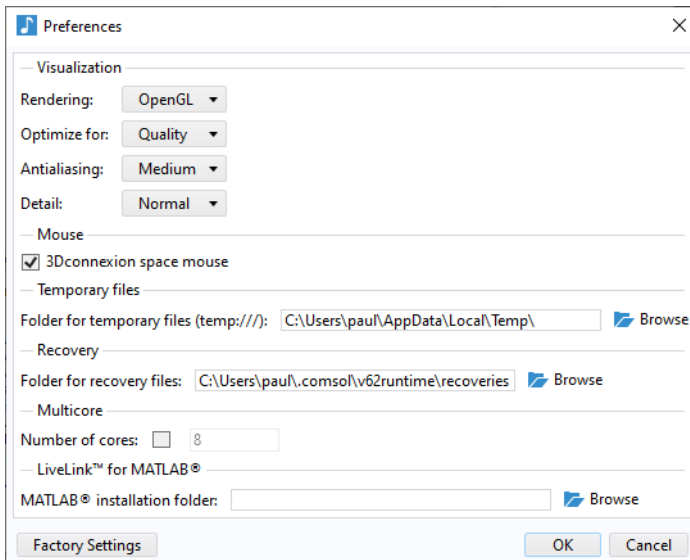 Preferences
Visualization
Rendering: OpenGL
Optimize for: Quality
Antialiasing: Medium
Detail: Normal
Mouse
3Dconnexion space mouse
Temporary files
Folder for temporary files (temp:///): C:\Users\paul\AppData\Local\Temp\ Browse
Recovery
Folder for recovery files: C:\Users\paul\.comsol\v62runtime\recoveries Browse
Multicore
Number of cores: 8
LiveLink™ for MATLAB®
MATLAB® installation folder: Browse
Factory Settings OK Cancel